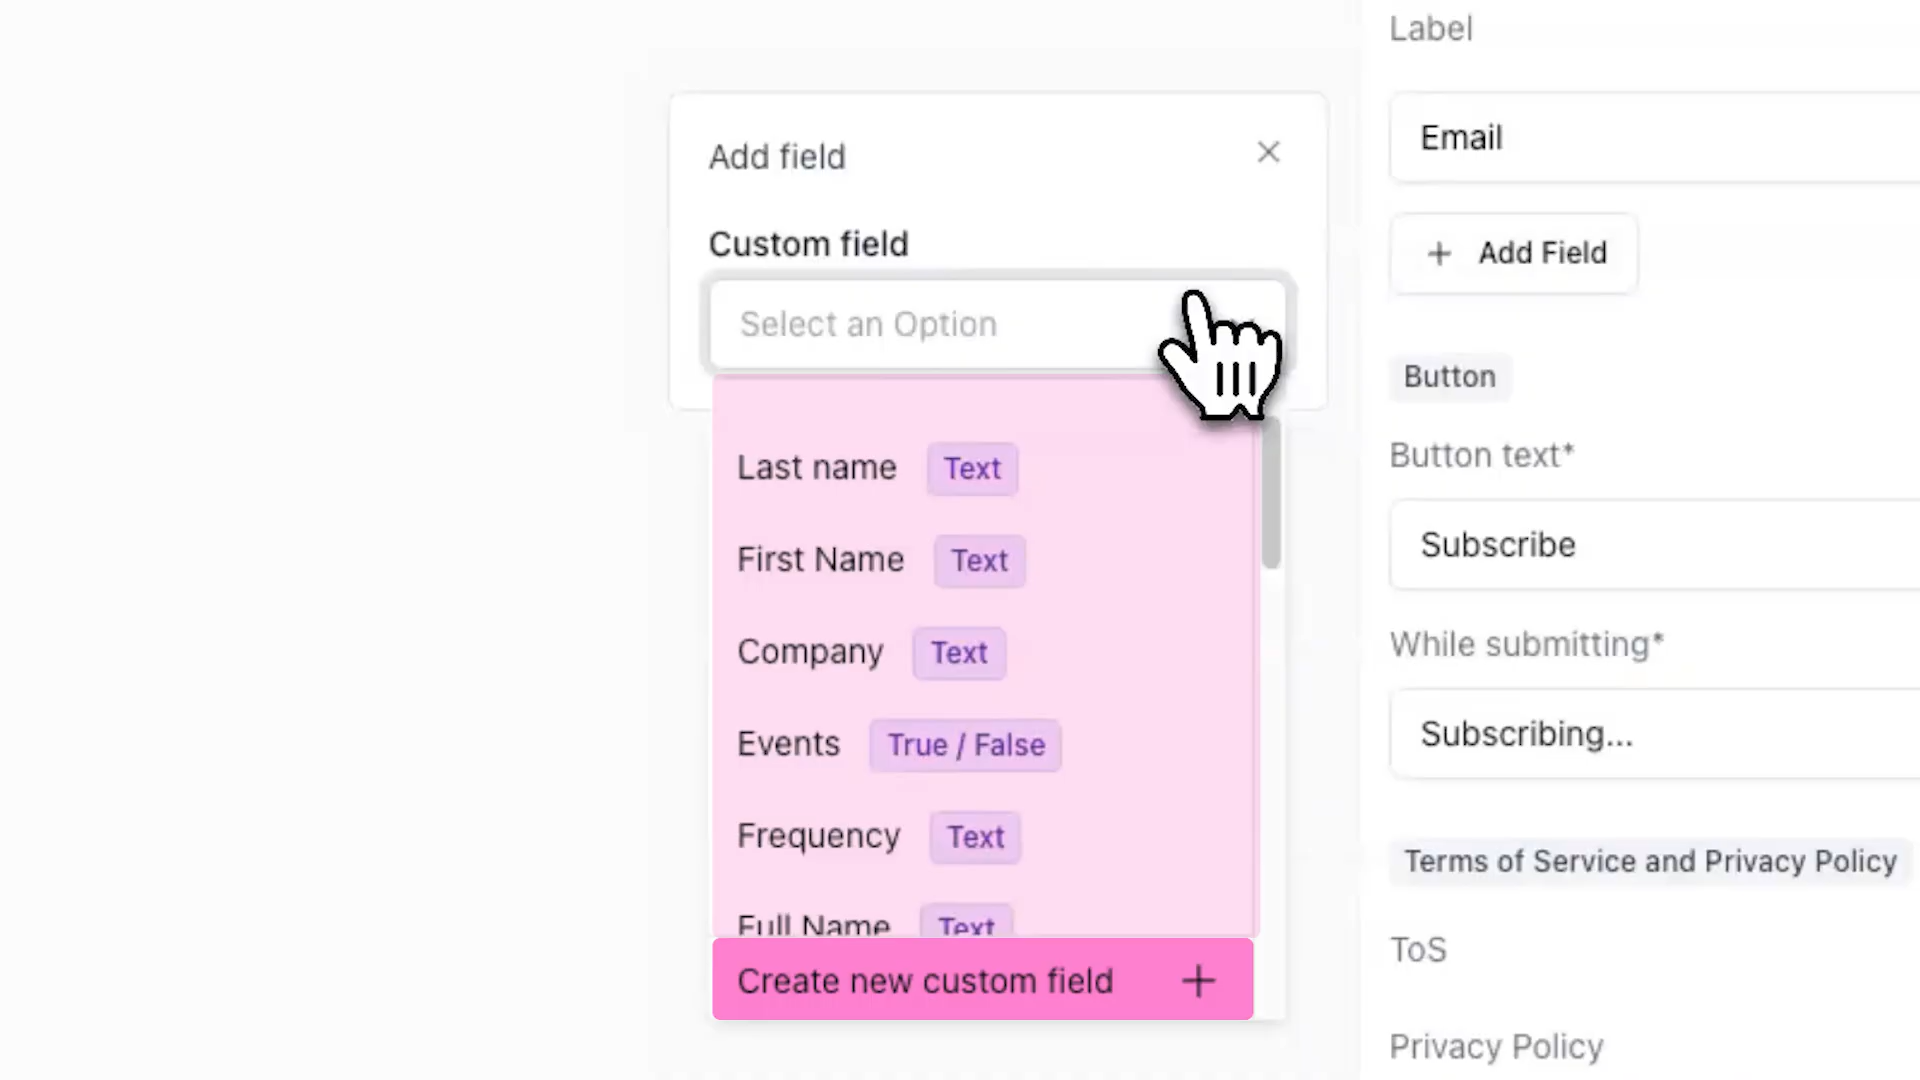 Add field
Custom field
Select an Option
Last name Text
First Name Text
Company Text
Events True / False
Frequency Text
Full Name Text
Create new custom field +
Label
Email
+ Add Field
Button
Button text*
Subscribe
While submitting*
Subscribing...
Terms of Service and Privacy Policy
ToS
Privacy Policy